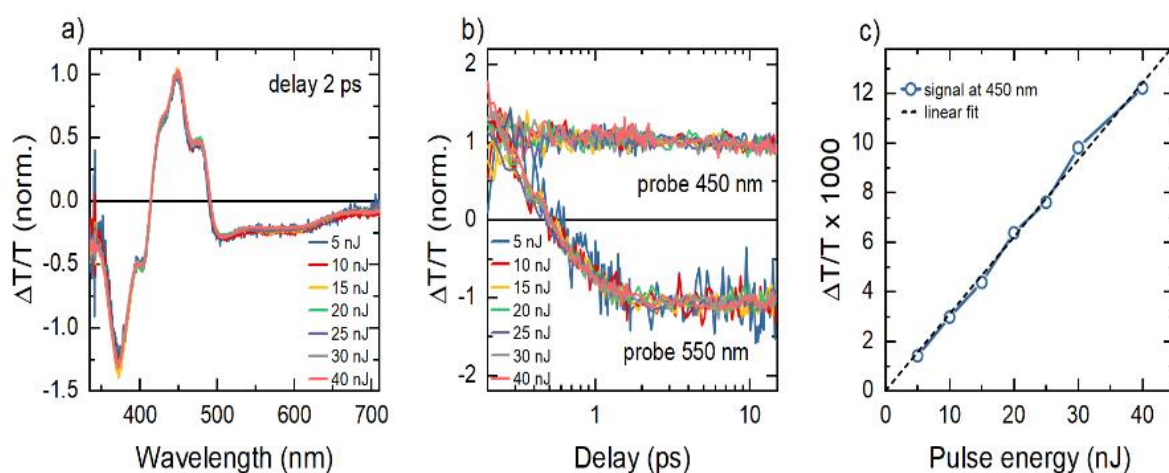 a)
ΔT/T (norm.)
1.0
0.5
0.0
-0.5
-1.0
-1.5
delay 2 ps
5 nJ
10 nJ
15 nJ
20 nJ
25 nJ
30 nJ
40 nJ
400
500
600
700
Wavelength (nm)
b)
ΔT/T (norm.)
2
1
0
-1
-2
probe 450 nm
5 nJ
10 nJ
15 nJ
20 nJ
25 nJ
30 nJ
40 nJ
probe 550 nm
1
10
Delay (ps)
c)
ΔT/T x 1000
12
10
8
6
4
2
0
signal at 450 nm
linear fit
0
10
20
30
40
Pulse energy (nJ)